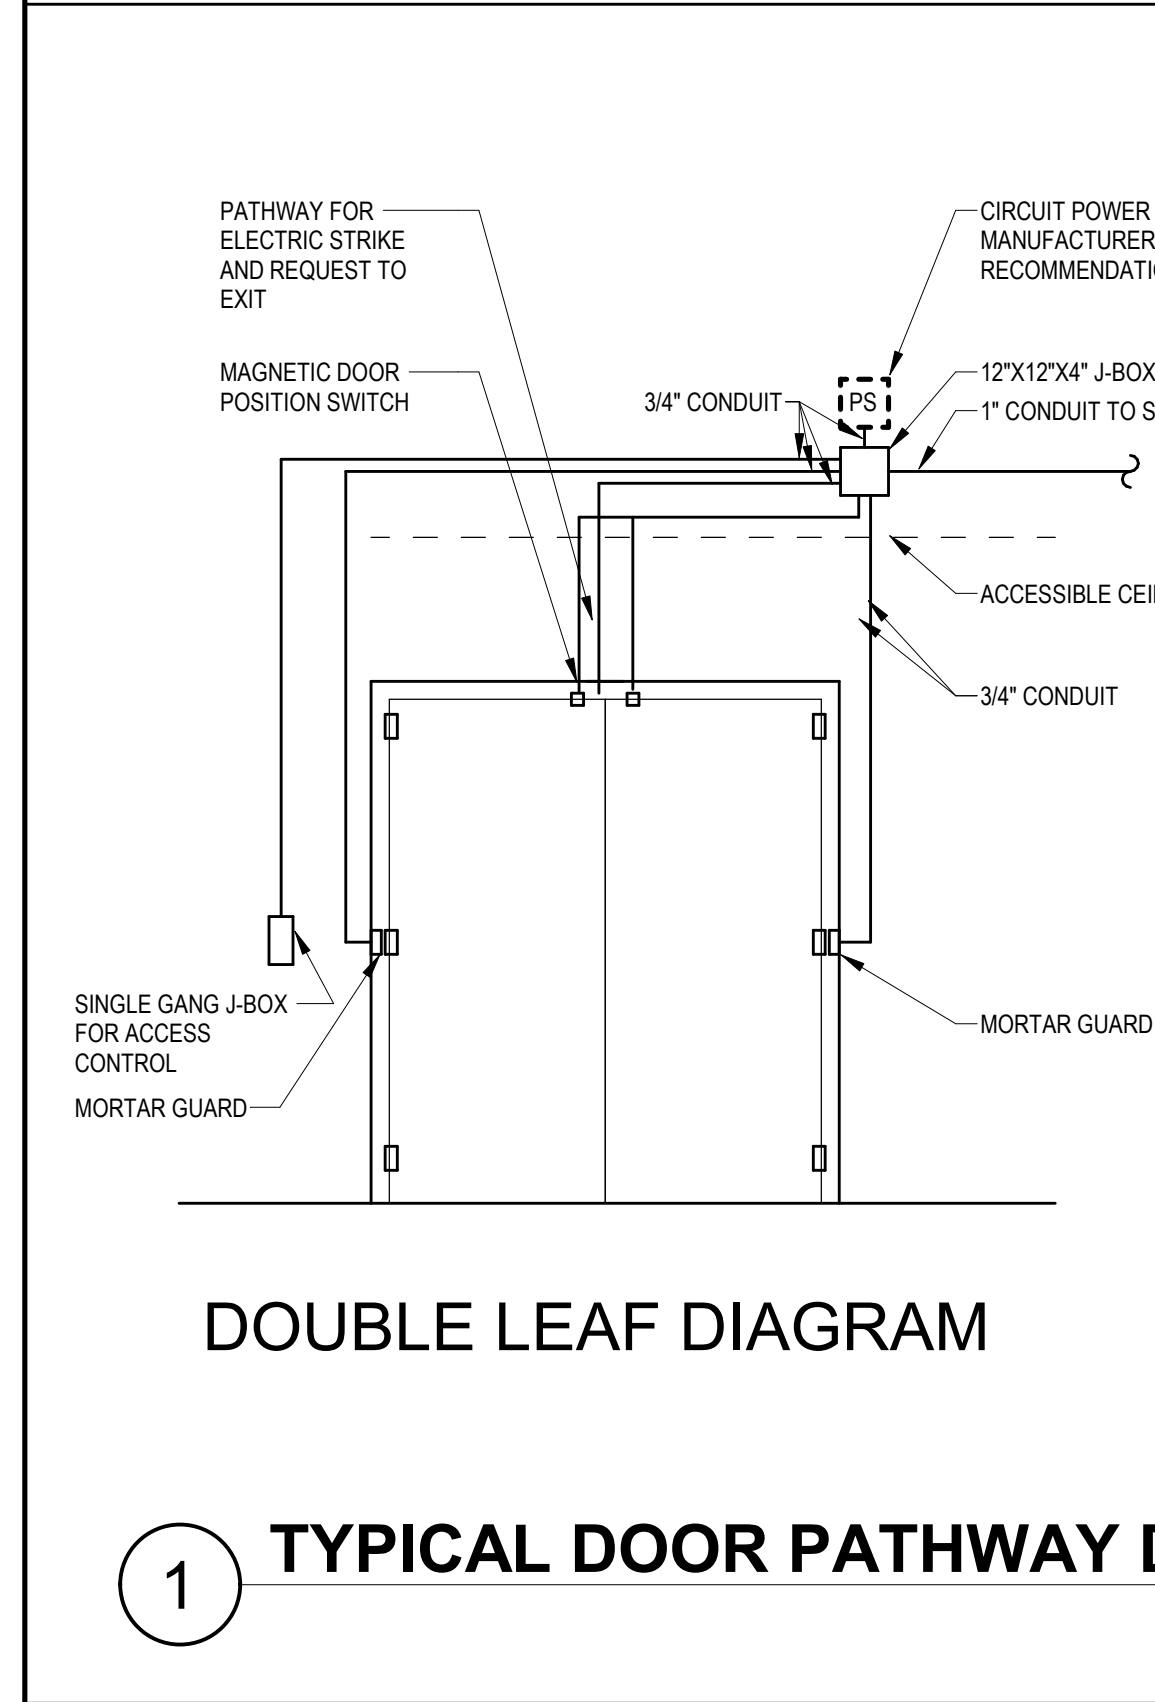 PATHWAY FOR
ELECTRIC STRIKE
AND REQUEST TO
EXIT
CIRCUIT POWER
MANUFACTURER
MAGNETIC DOOR
POSITION SWITCH
3/4" CONDUIT
PS
12"X12"X4" J-BOX
1" CONDUIT TO
ACCESSIBLE
3/4" CONDUIT
SINGLE GANG J-BOX
FOR ACCESS
CONTROL
MORTAR GUARD
MORTAR GUARD
DOUBLE LEAF DIAGRAM
1
TYPICAL DOOR PATHWAY